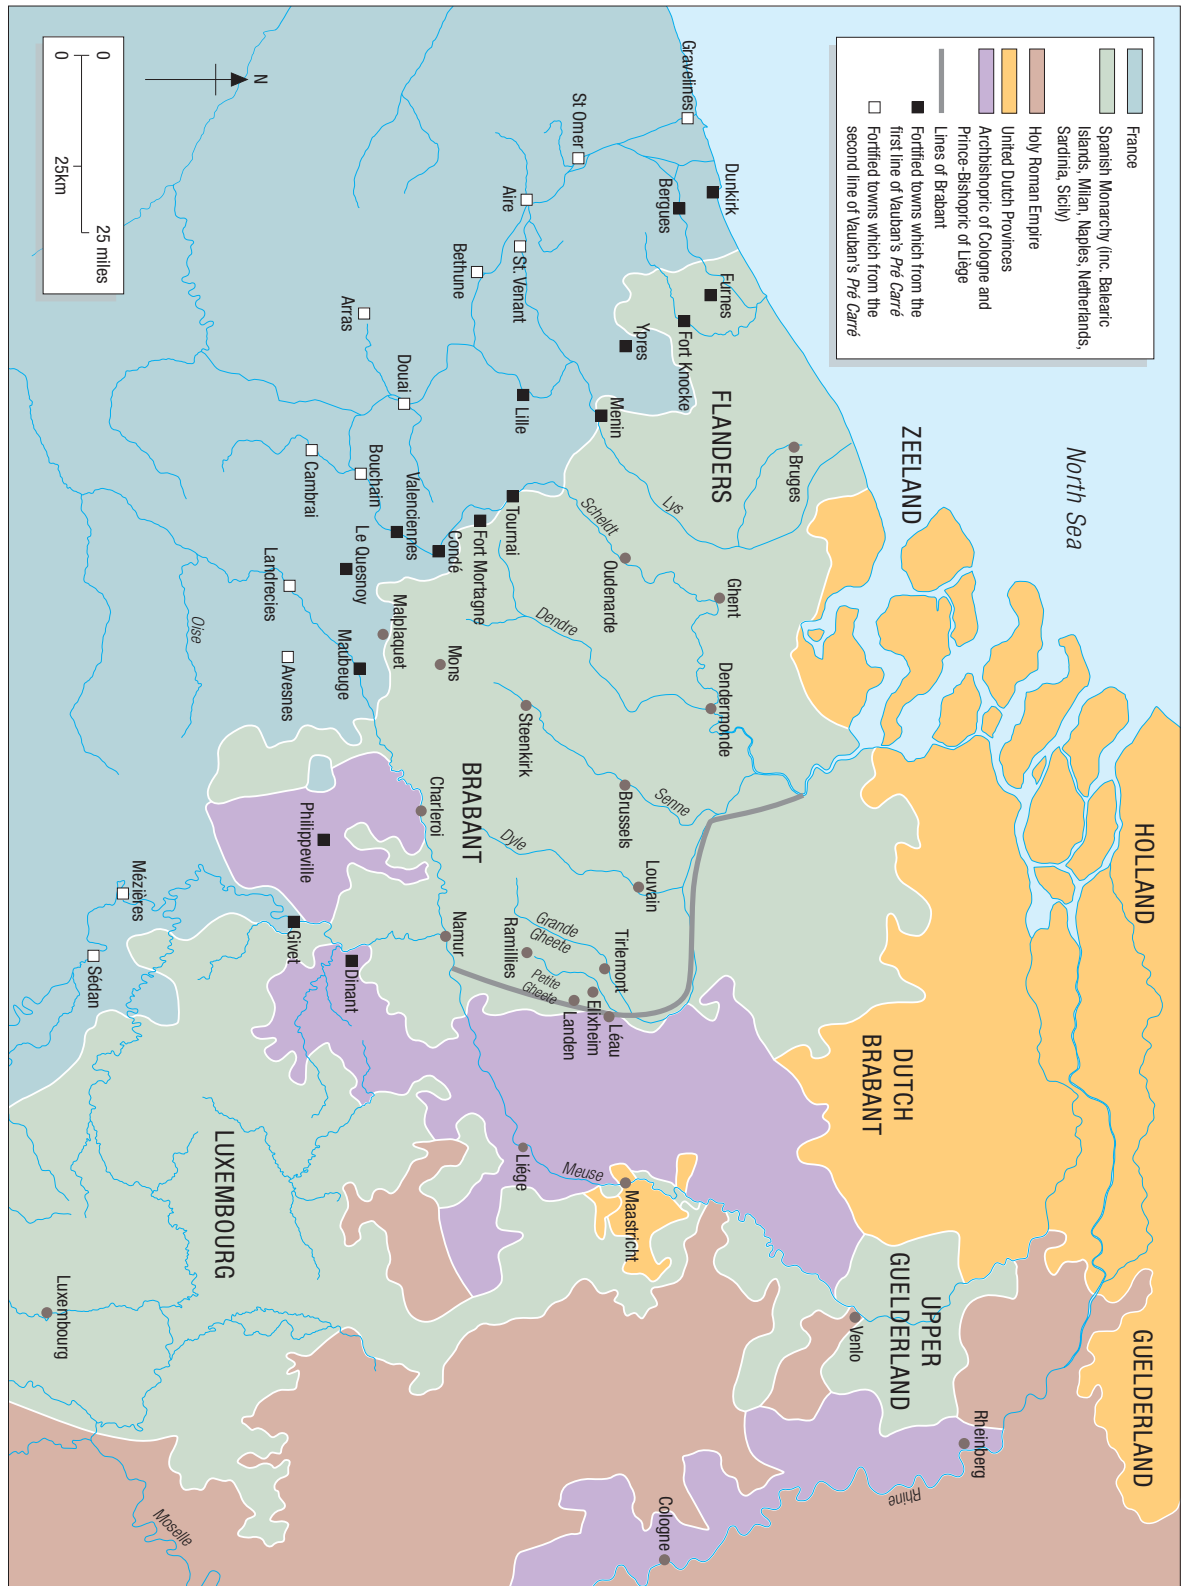 France
Spanish Monarchy (inc. Balearic
Islands, Milan, Naples, Netherlands,
Sardinia, Sicily)
Holy Roman Empire
United Dutch Provinces
Archbishopric of Cologne and
Prince-Bishopric of Liège
Lines of Brabant
Fortified towns which from the
first line of Vauban's Pré Carré
Fortified towns which from the
second line of Vauban's Pré Carré
North Sea
HOLLAND
GUELDERLAND
ZEELAND
DUTCH
BRABANT
UPPER
GUELDERLAND
Rheinberg
Rhine
Venlo
Gravelines
Dunkirk
Bergues
Furnes
Fort Knocke
FLANDERS
Bruges
St Omer
Ypres
Menin
Lys
Ghent
Dendermonde
Aire
St. Venant
Lille
Tournai
Scheldt
Oudenarde
Dendre
Brussels
Senne
Louvain
Tirlemont
Léau
Elixheim
Landen
Grande
Gheete
Ramillies
Petite
Gheete
Maastricht
Meuse
Liége
Cologne
Bethune
Fort Mortagne
Condé
Mons
Steenkirk
BRABANT
Dyle
Arras
Douai
Valenciennes
Bouchain
Le Quesnoy
Malplaquet
Maubeuge
Charleroi
Namur
Cambrai
Landrecies
Avesnes
Philippeville
Givet
Dinant
Oise
Mézières
Sédan
LUXEMBOURG
Luxembourg
Moselle
N
0 25 miles
0 25km